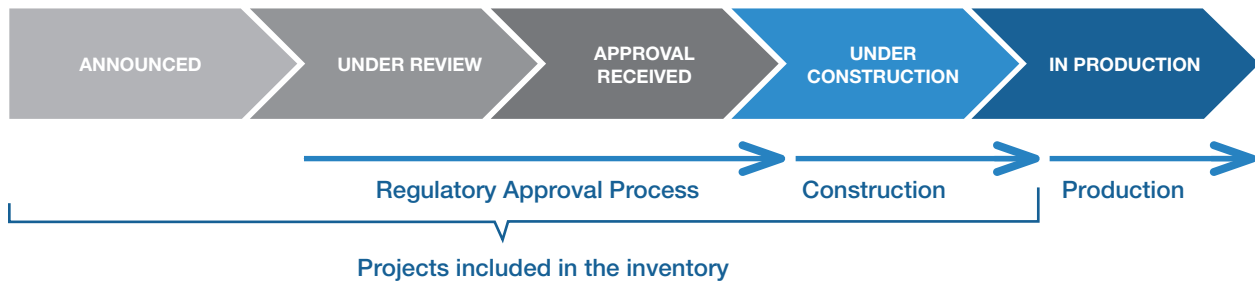 ANNOUNCED
UNDER REVIEW
APPROVAL
RECEIVED
UNDER
CONSTRUCTION
IN PRODUCTION
Regulatory Approval Process
Construction
Production
Projects included in the inventory